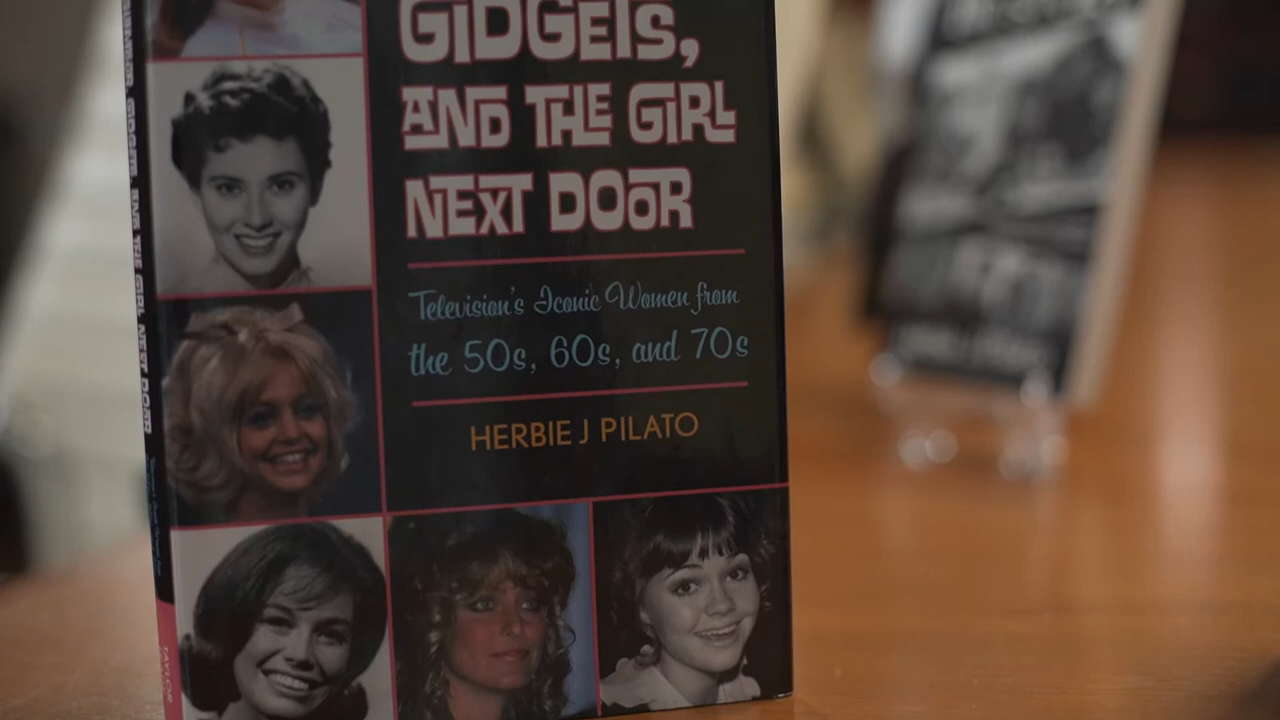 GIDGETS,
AND THE GIRL
NEXT DOOR
Television's Iconic Women from
the 50s, 60s, and 70s
HERBIE J PILATO
GIDGETS, AND THE GIRL NEXT DOOR
TAYLOR